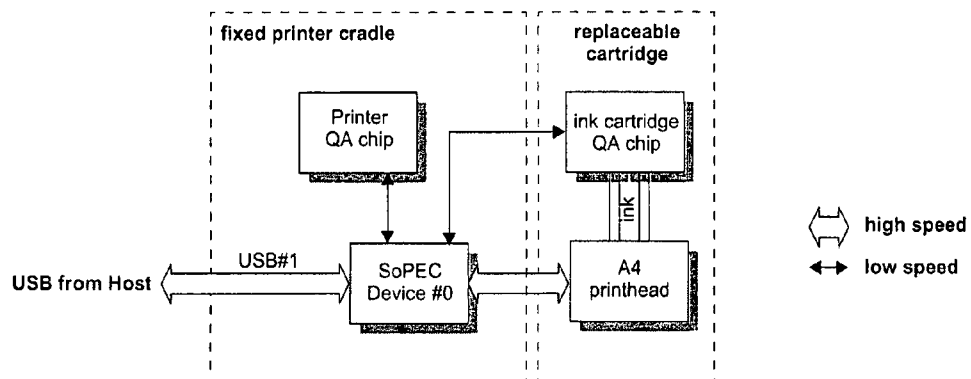 fixed printer cradle
replaceable
cartridge
Printer
QA chip
ink cartridge
QA chip
ink
high speed
low speed
USB#1
USB from Host
SoPEC
Device #0
A4
printhead